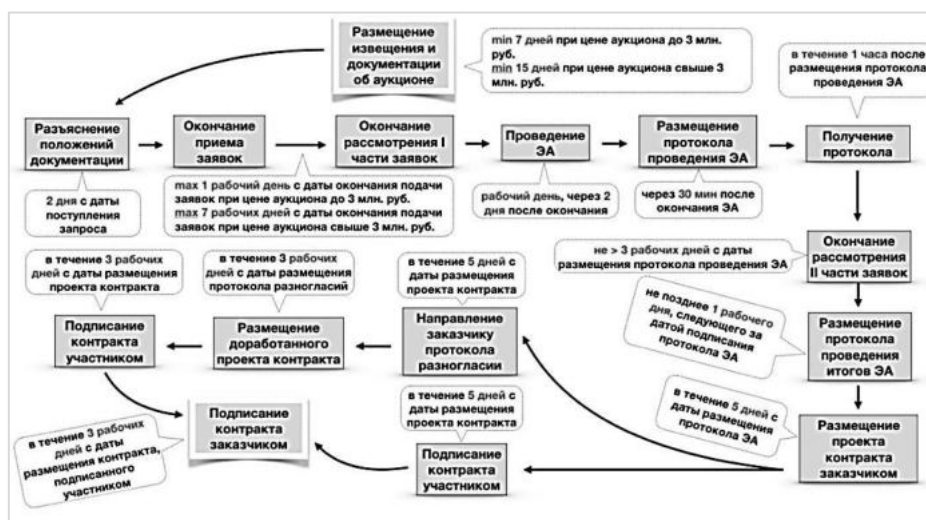 Размещение
извещения и
документации
об аукционе
min 7 дней при цене аукциона до 3 млн.
руб.
min 15 дней при цене аукциона свыше 3
млн. руб.
в течение 1 часа после
размещения протокола
проведения ЭА
Разъяснение
положений
документации
Окончание
приема
заявок
Окончание
рассмотрения I
части заявок
Проведение
ЭА
Размещение
протокола
проведения ЭА
Получение
протокола
2 дня с даты
поступления
запроса
max 1 рабочий день с даты окончания подачи
заявок при цене аукциона до 3 млн. руб.
max 7 рабочих дней с даты окончания подачи
заявок при цене аукциона свыше 3 млн. руб.
рабочий день, через 2
дня после окончания
через 30 мин после
окончания ЭА
не > 3 рабочих дней с даты
размещения протокола проведения ЭА
Окончание
рассмотрения
II части заявок
в течение 3 рабочих
дней с даты размещения
проекта контракта
в течение 3 рабочих
дней с даты размещения
протокола разногласий
в течение 5 дней с
даты размещения
проекта контракта
не позднее 1 рабочего
дня, следующего за
датой подписания
протокола ЭА
Подписание
контракта
участником
Размещение
доработанного
проекта контракта
Направление
заказчику
протокола
разногласии
Размещение
протокола
проведения
итогов ЭА
в течение 5 дней с
даты размещения
проекта контракта
в течение 5 дней с
даты размещения
протокола ЭА
в течение 3 рабочих
дней с даты
размещения контракта,
подписанного
участником
Подписание
контракта
заказчиком
Подписание
контракта
участником
Размещение
проекта
контракта
заказчиком